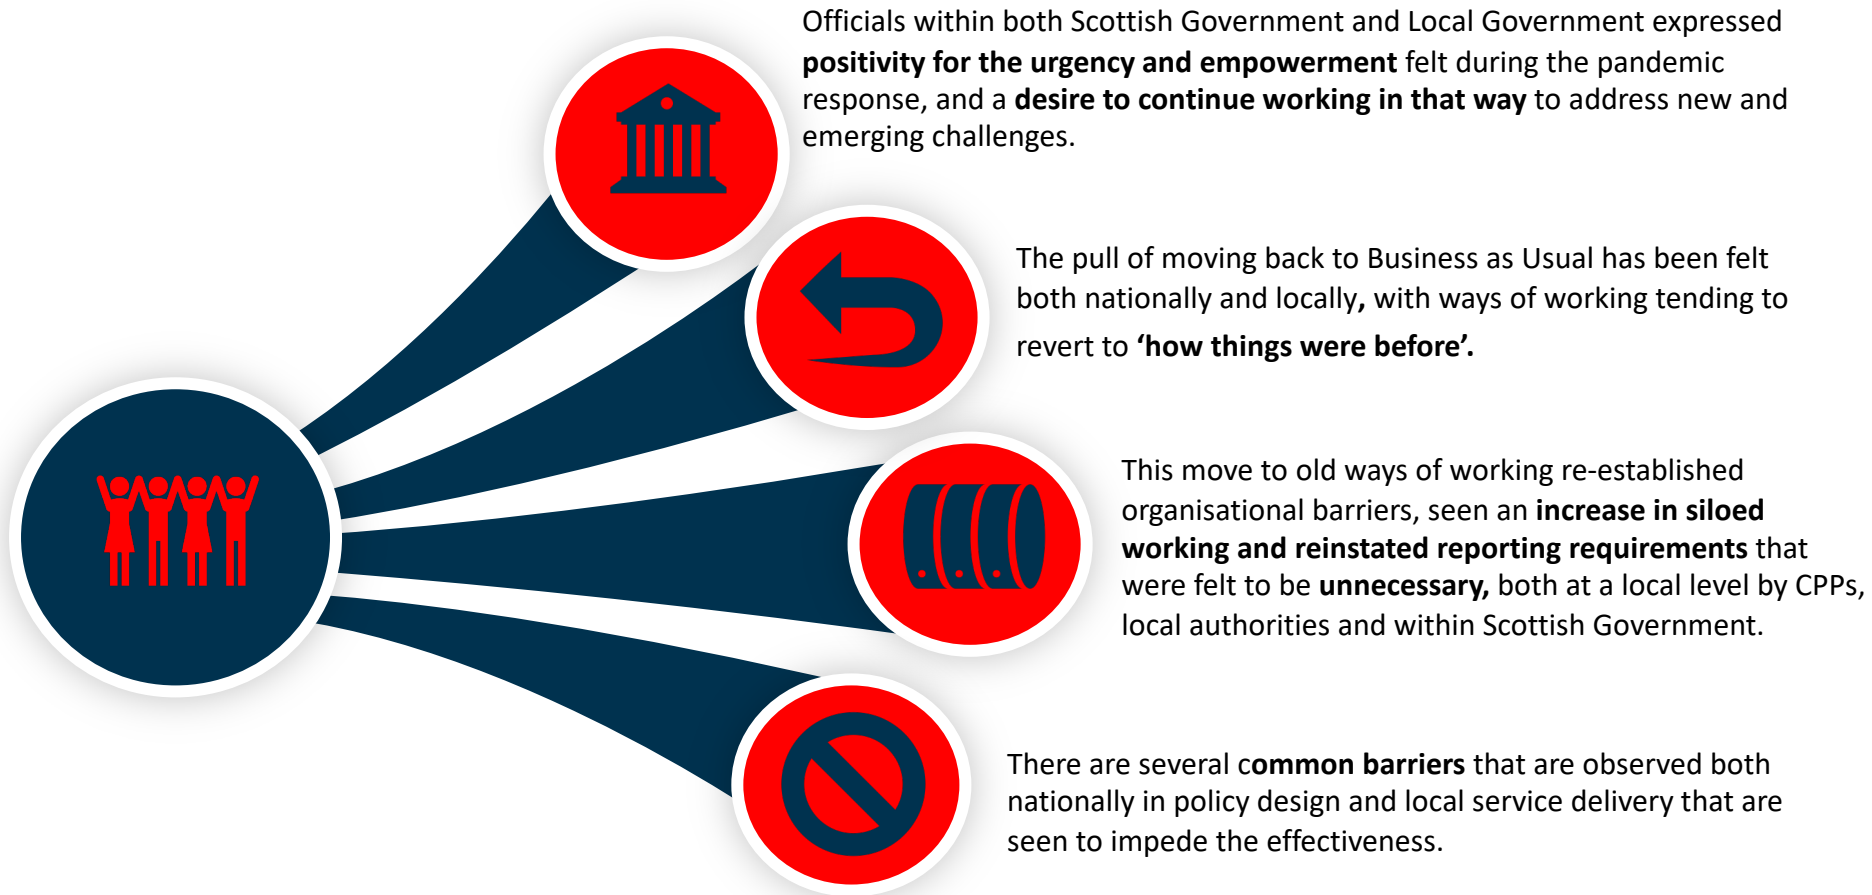 Officials within both Scottish Government and Local Government expressed
positivity for the urgency and empowerment felt during the pandemic
response, and a desire to continue working in that way to address new and
emerging challenges.
The pull of moving back to Business as Usual has been felt
both nationally and locally, with ways of working tending to
revert to ‘how things were before’.
This move to old ways of working re-established
organisational barriers, seen an increase in siloed
working and reinstated reporting requirements that
were felt to be unnecessary, both at a local level by CPPs,
local authorities and within Scottish Government.
There are several common barriers that are observed both
nationally in policy design and local service delivery that are
seen to impede the effectiveness.